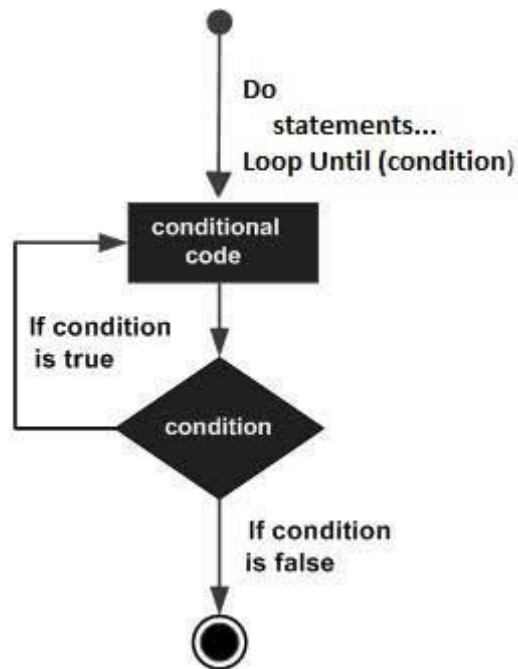 Do
statements...
Loop Until (condition)
conditional
code
If condition
is true
condition
If condition
is false